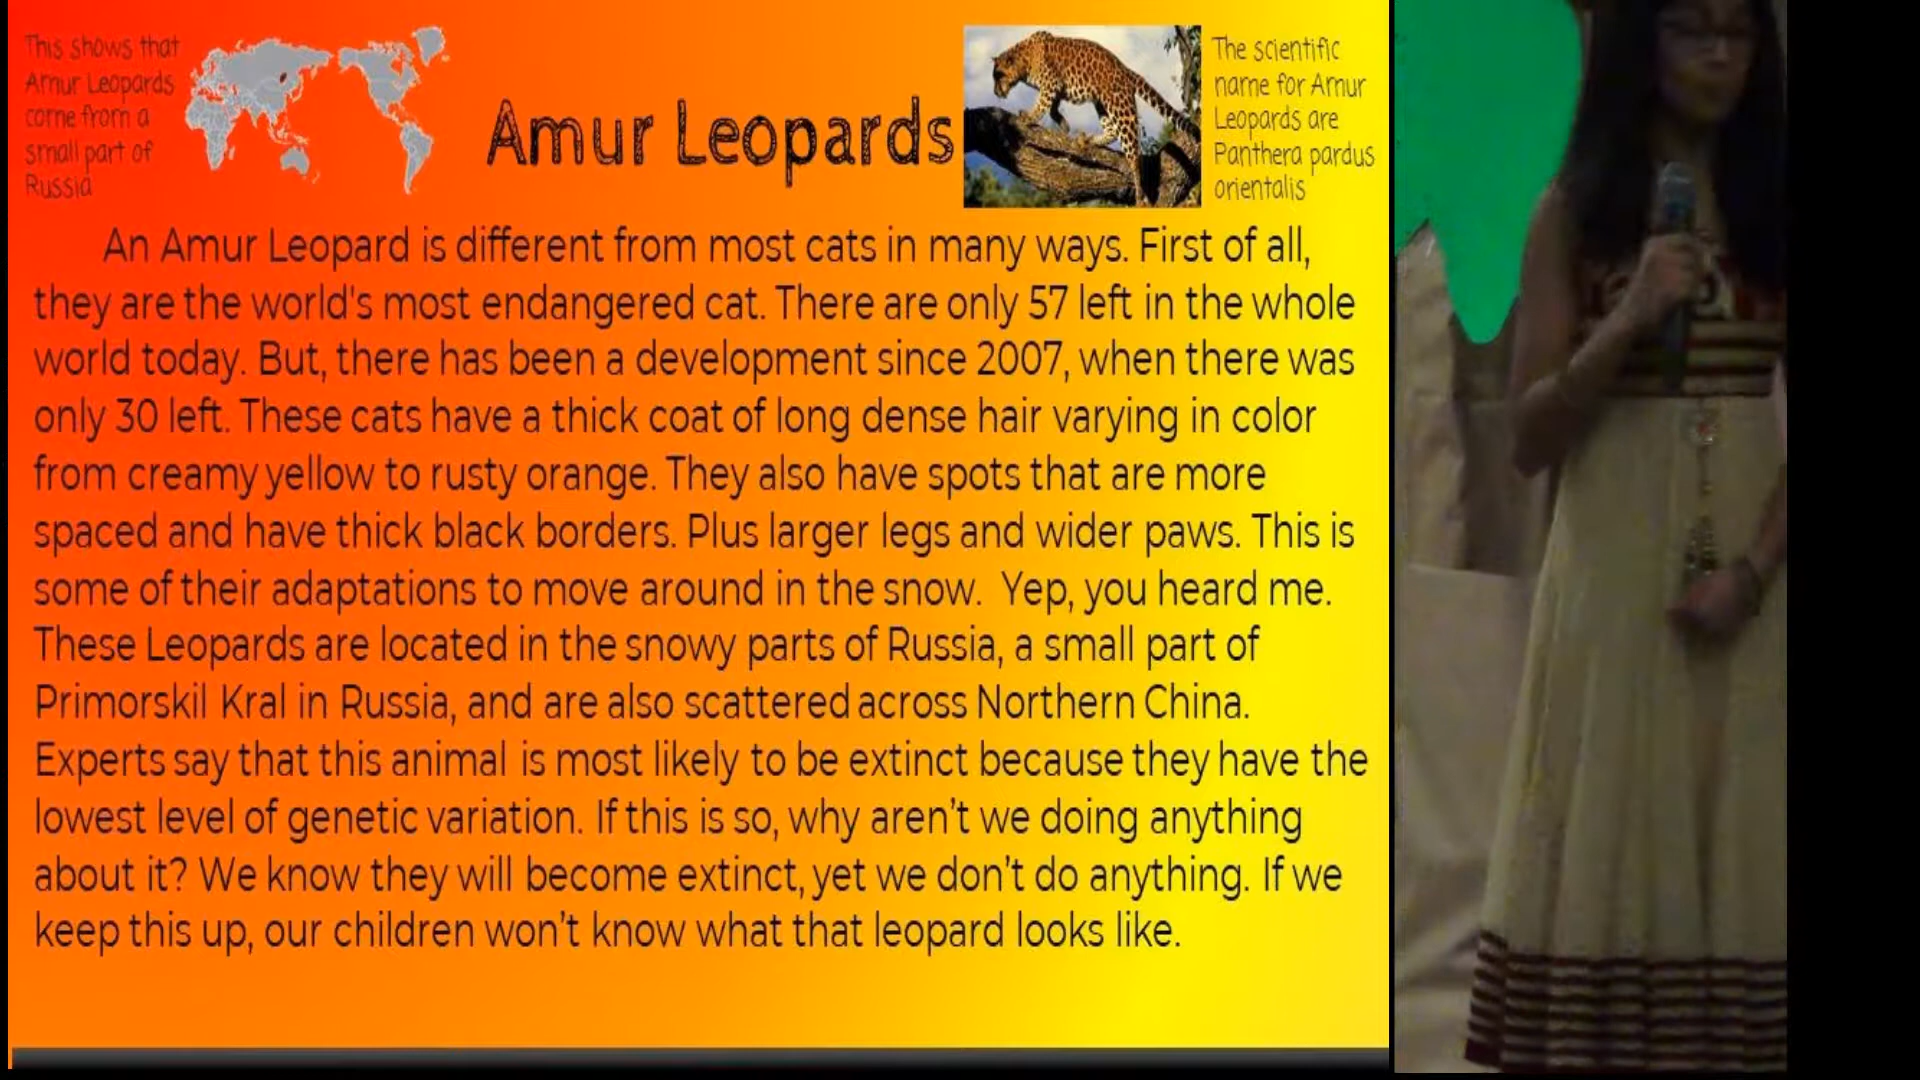 This shows that
Amur Leopards
come from a
small part of
Russia
Amur Leopards
The scientific
name for Amur
Leopards are
Panthera pardus
orientalis
An Amur Leopard is different from most cats in many ways. First of all,
they are the world's most endangered cat. There are only 57 left in the whole
world today. But, there has been a development since 2007, when there was
only 30 left. These cats have a thick coat of long dense hair varying in color
from creamy yellow to rusty orange. They also have spots that are more
spaced and have thick black borders. Plus larger legs and wider paws. This is
some of their adaptations to move around in the snow. Yep, you heard me.
These Leopards are located in the snowy parts of Russia, a small part of
Primorskil Kral in Russia, and are also scattered across Northern China.
Experts say that this animal is most likely to be extinct because they have the
lowest level of genetic variation. If this is so, why aren't we doing anything
about it? We know they will become extinct, yet we don't do anything. If we
keep this up, our children won't know what that leopard looks like.